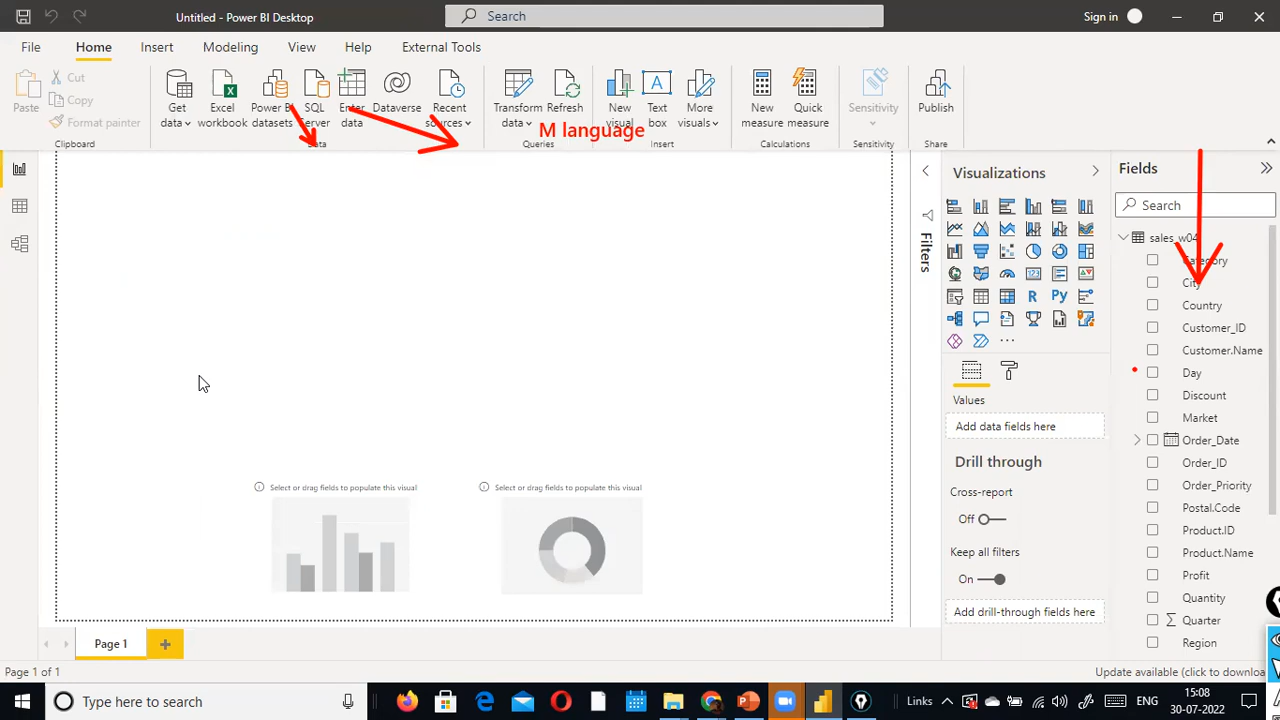 Untitled - Power BI Desktop
Search
Sign in
File Home Insert Modeling View Help External Tools
Paste
Cut
Copy
Format painter
Clipboard
Get data
Excel workbook
Power BI datasets
SQL Server
Enter data
Dataverse
Recent sources
Data
Transform data
Refresh
Queries
M language
New visual
Text box
More visuals
Insert
New measure
Quick measure
Calculations
Sensitivity
Sensitivity
Publish
Share
Select or drag fields to populate this visual
Select or drag fields to populate this visual
Filters
Visualizations
R
Py
123
Values
Add data fields here
Drill through
Cross-report
Off
Keep all filters
On
Add drill-through fields here
Fields
Search
sales_w04
Category
City
Country
Customer_ID
Customer.Name
Day
Discount
Market
Order_Date
Order_ID
Order_Priority
Postal.Code
Product.ID
Product.Name
Profit
Quantity
Quarter
Region
Page 1
Page 1 of 1
Update available (click to downloa
Type here to search
Links
ENG
15:08
30-07-2022